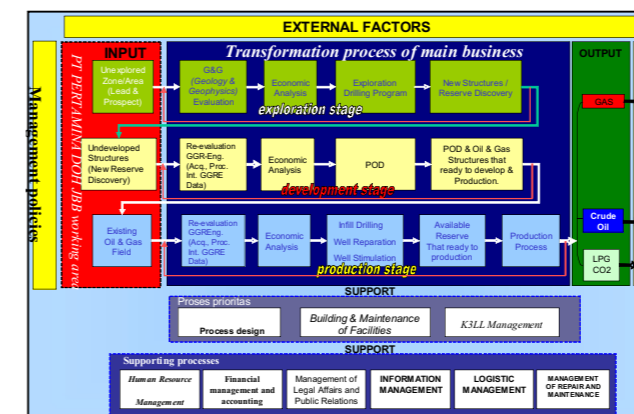 EXTERNAL FACTORS
Management policies
PT PERTAMINA DOH JBB working area
INPUT
Transformation process of main business
OUTPUT
Unexplored
Zone/Area
(Lead &
Prospect)
G&G
(Geology &
Geophysics)
Evaluation
Economic
Analysis
Exploration
Drilling Program
New Structures /
Reserve Discovery
exploration stage
GAS
Undeveloped
Structures
(New Reserve
Discovery)
Re-evaluation
GGR-Eng.
(Acq., Proc.
Int. GGRE
Data)
Economic
Analysis
POD
POD & Oil & Gas
Structures that
ready to develop &
Production.
development stage
Existing
Oil & Gas
Field
Re-evaluation
GGREng.
(Acq., Proc.
Int. GGRE
Data)
Economic
Analysis
Infill Drilling
Well Reparation
Well Stimulation
Available
Reserve
That ready to
production
Production
Process
production stage
Crude
Oil
LPG
CO2
SUPPORT
Proses prioritas
Process design
Building & Maintenance
of Facilities
K3LL Management
SUPPORT
Supporting processes
Human Resource
Management
Financial
management and
accounting
Management of
Legal Affairs and
Public Relations
INFORMATION
MANAGEMENT
LOGISTIC
MANAGEMENT
MANAGEMENT
OF REPAIR AND
MAINTENANCE